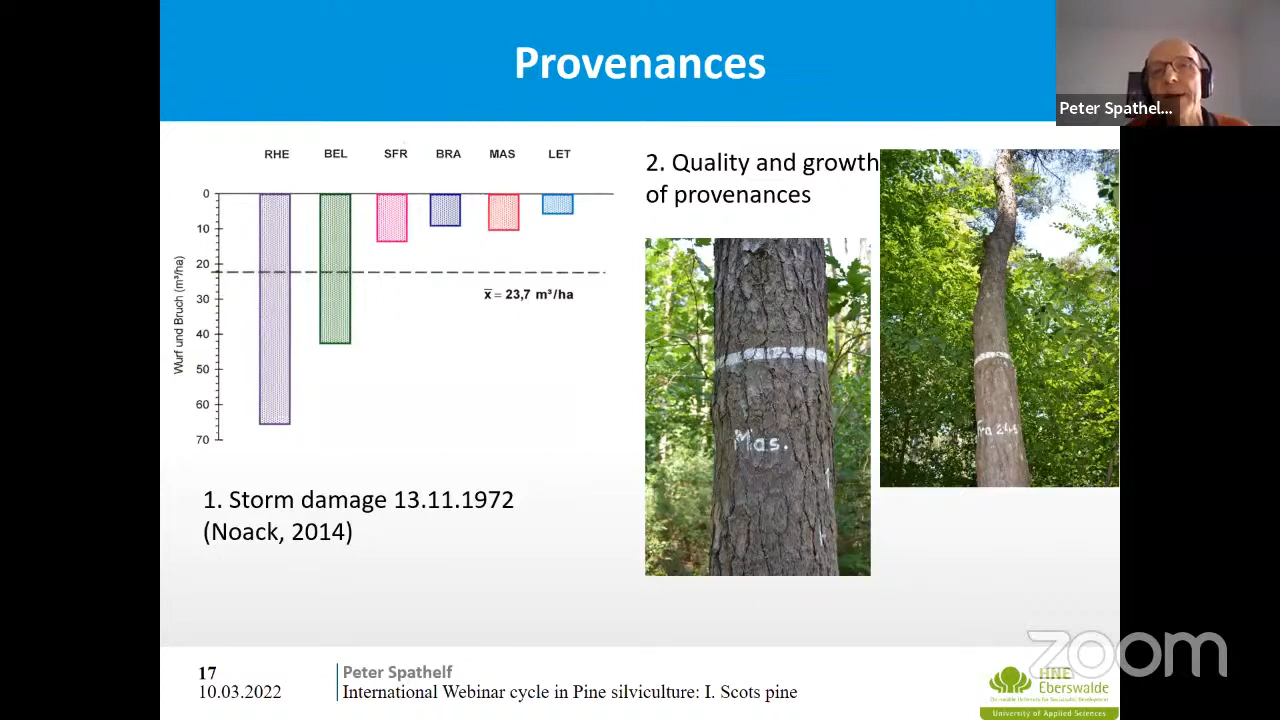 Provenances
Peter Spathel...
RHE BEL SFR BRA MAS LET
0
10
20
30
40
50
60
70
Wurf und Bruch (m³/ha)
x̅ = 23,7 m³/ha
1. Storm damage 13.11.1972
(Noack, 2014)
2. Quality and growth
of provenances
Mas.
17
10.03.2022
Peter Spathelf
International Webinar cycle in Pine silviculture: I. Scots pine
zoom
HNE
Eberswalde
University of Applied Sciences